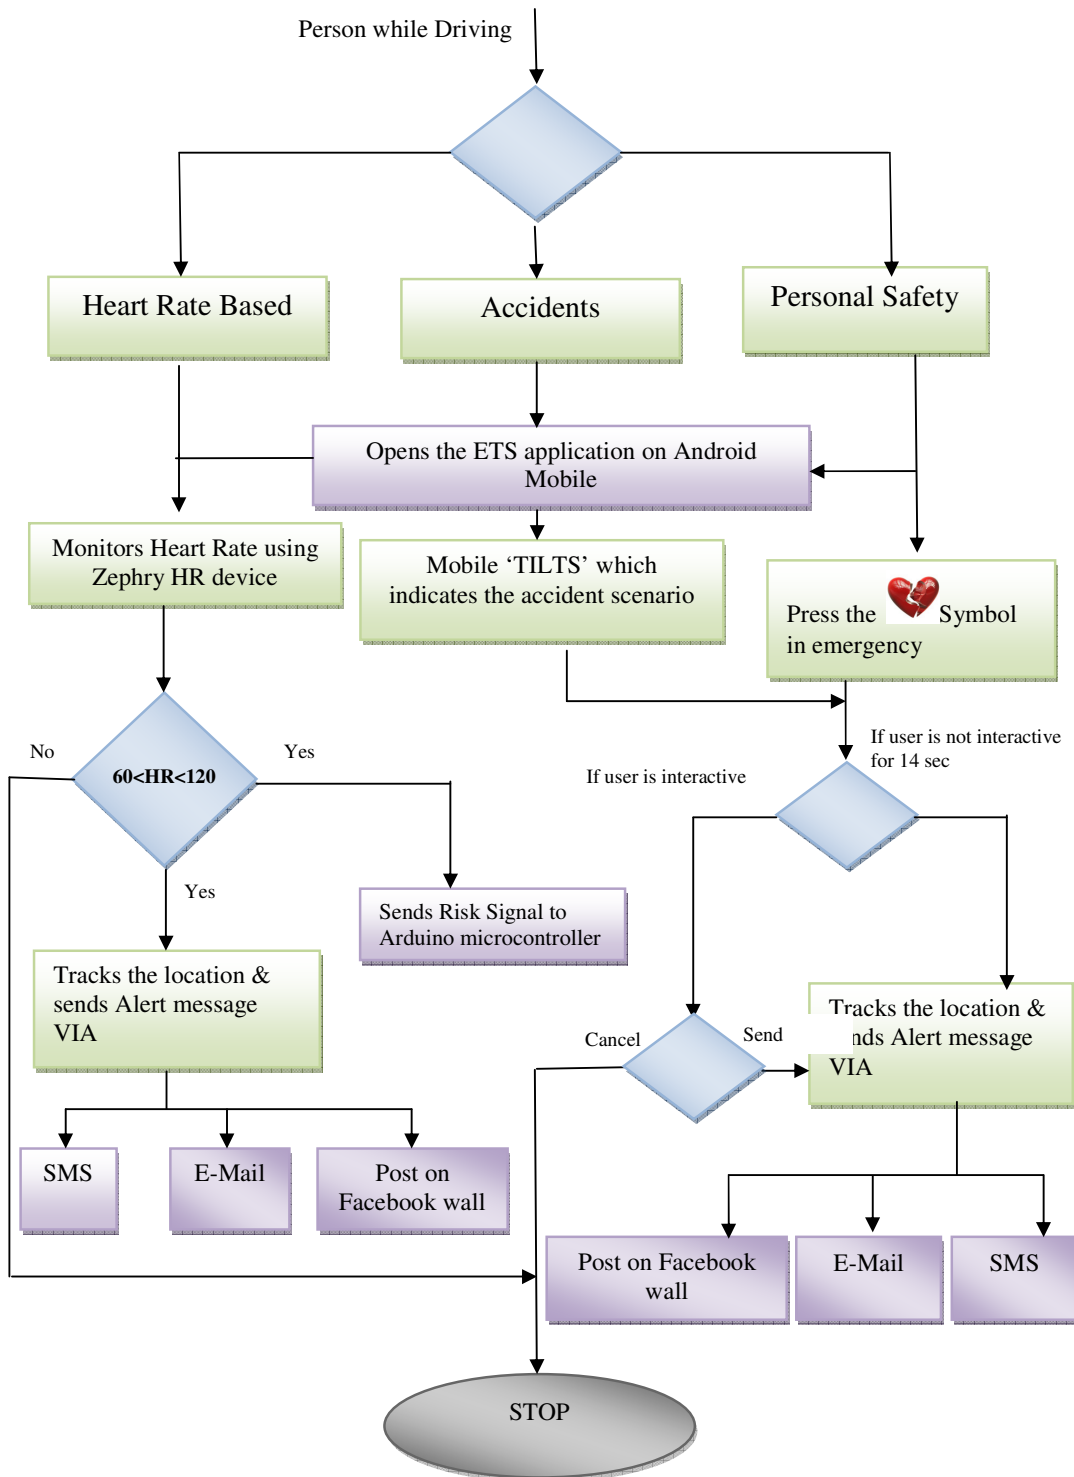 Person while Driving
Heart Rate Based
Accidents
Personal Safety
Opens the ETS application on Android
Mobile
Monitors Heart Rate using
Zephry HR device
Mobile ‘TILTS’ which
indicates the accident scenario
Press the Symbol
in emergency
No
60<HR<120
Yes
Yes
If user is interactive
If user is not interactive
for 14 sec
Sends Risk Signal to
Arduino microcontroller
Tracks the location &
sends Alert message
VIA
Cancel
Send
Tracks the location &
nds Alert message
VIA
SMS
E-Mail
Post on
Facebook wall
Post on Facebook
wall
E-Mail
SMS
STOP